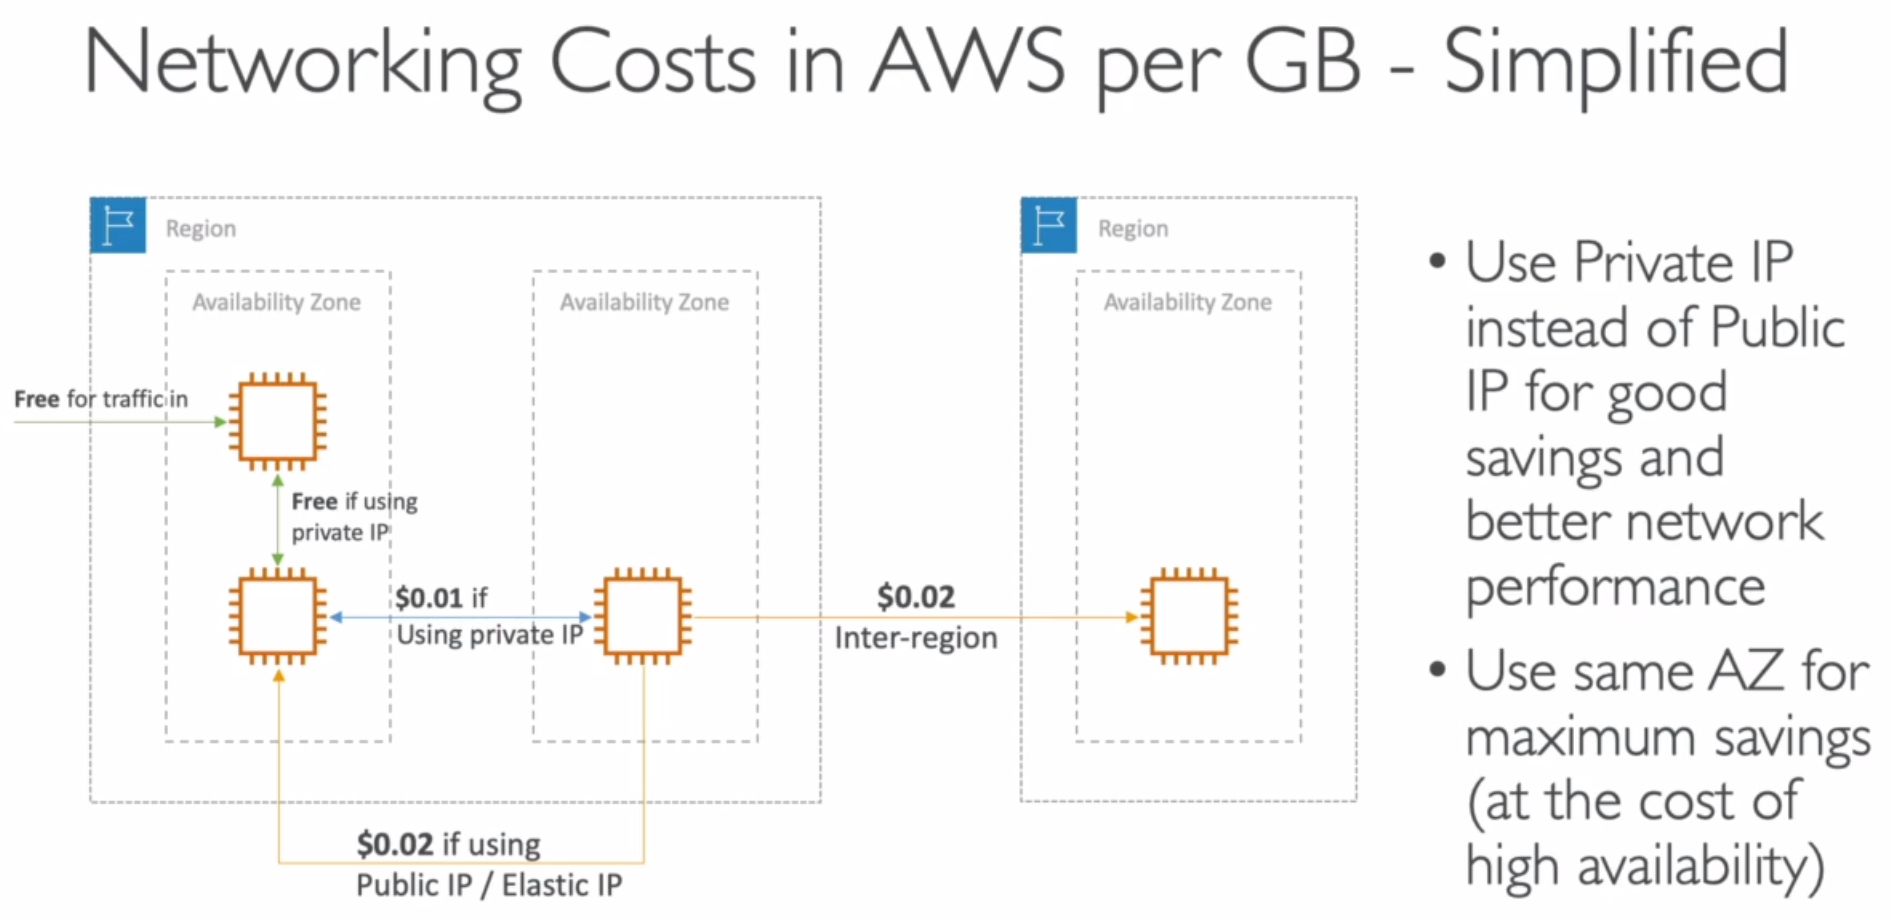 Networking Costs in AWS per GB - Simplified
Region
Availability Zone
Availability Zone
Free for traffic in
Free if using
private IP
$0.01 if
Using private IP
$0.02
Inter-region
$0.02 if using
Public IP / Elastic IP
Region
Availability Zone
• Use Private IP
instead of Public
IP for good
savings and
better network
performance
• Use same AZ for
maximum savings
(at the cost of
high availability)